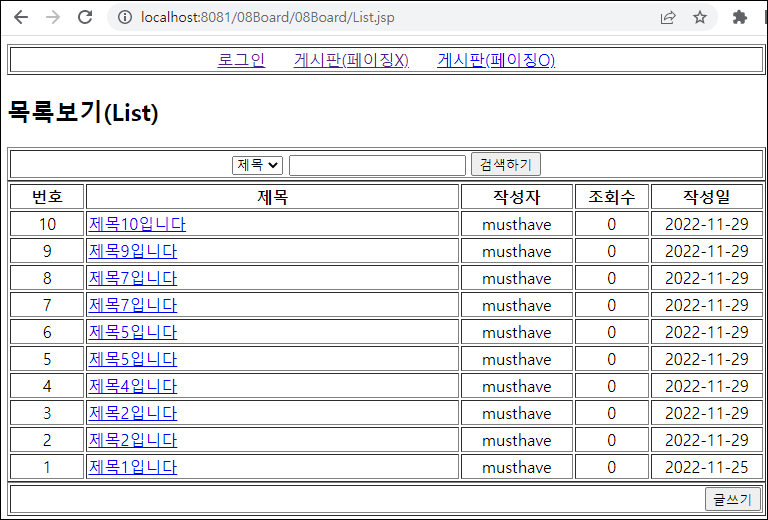 localhost:8081/08Board/08Board/List.jsp
로그인 게시판(페이징X) 게시판(페이징O)
목록보기(List)
제목 검색하기
번호 제목 작성자 조회수 작성일
10 제목10입니다 musthave 0 2022-11-29
9 제목9입니다 musthave 0 2022-11-29
8 제목7입니다 musthave 0 2022-11-29
7 제목7입니다 musthave 0 2022-11-29
6 제목5입니다 musthave 0 2022-11-29
5 제목5입니다 musthave 0 2022-11-29
4 제목4입니다 musthave 0 2022-11-29
3 제목2입니다 musthave 0 2022-11-29
2 제목2입니다 musthave 0 2022-11-29
1 제목1입니다 musthave 0 2022-11-25
글쓰기